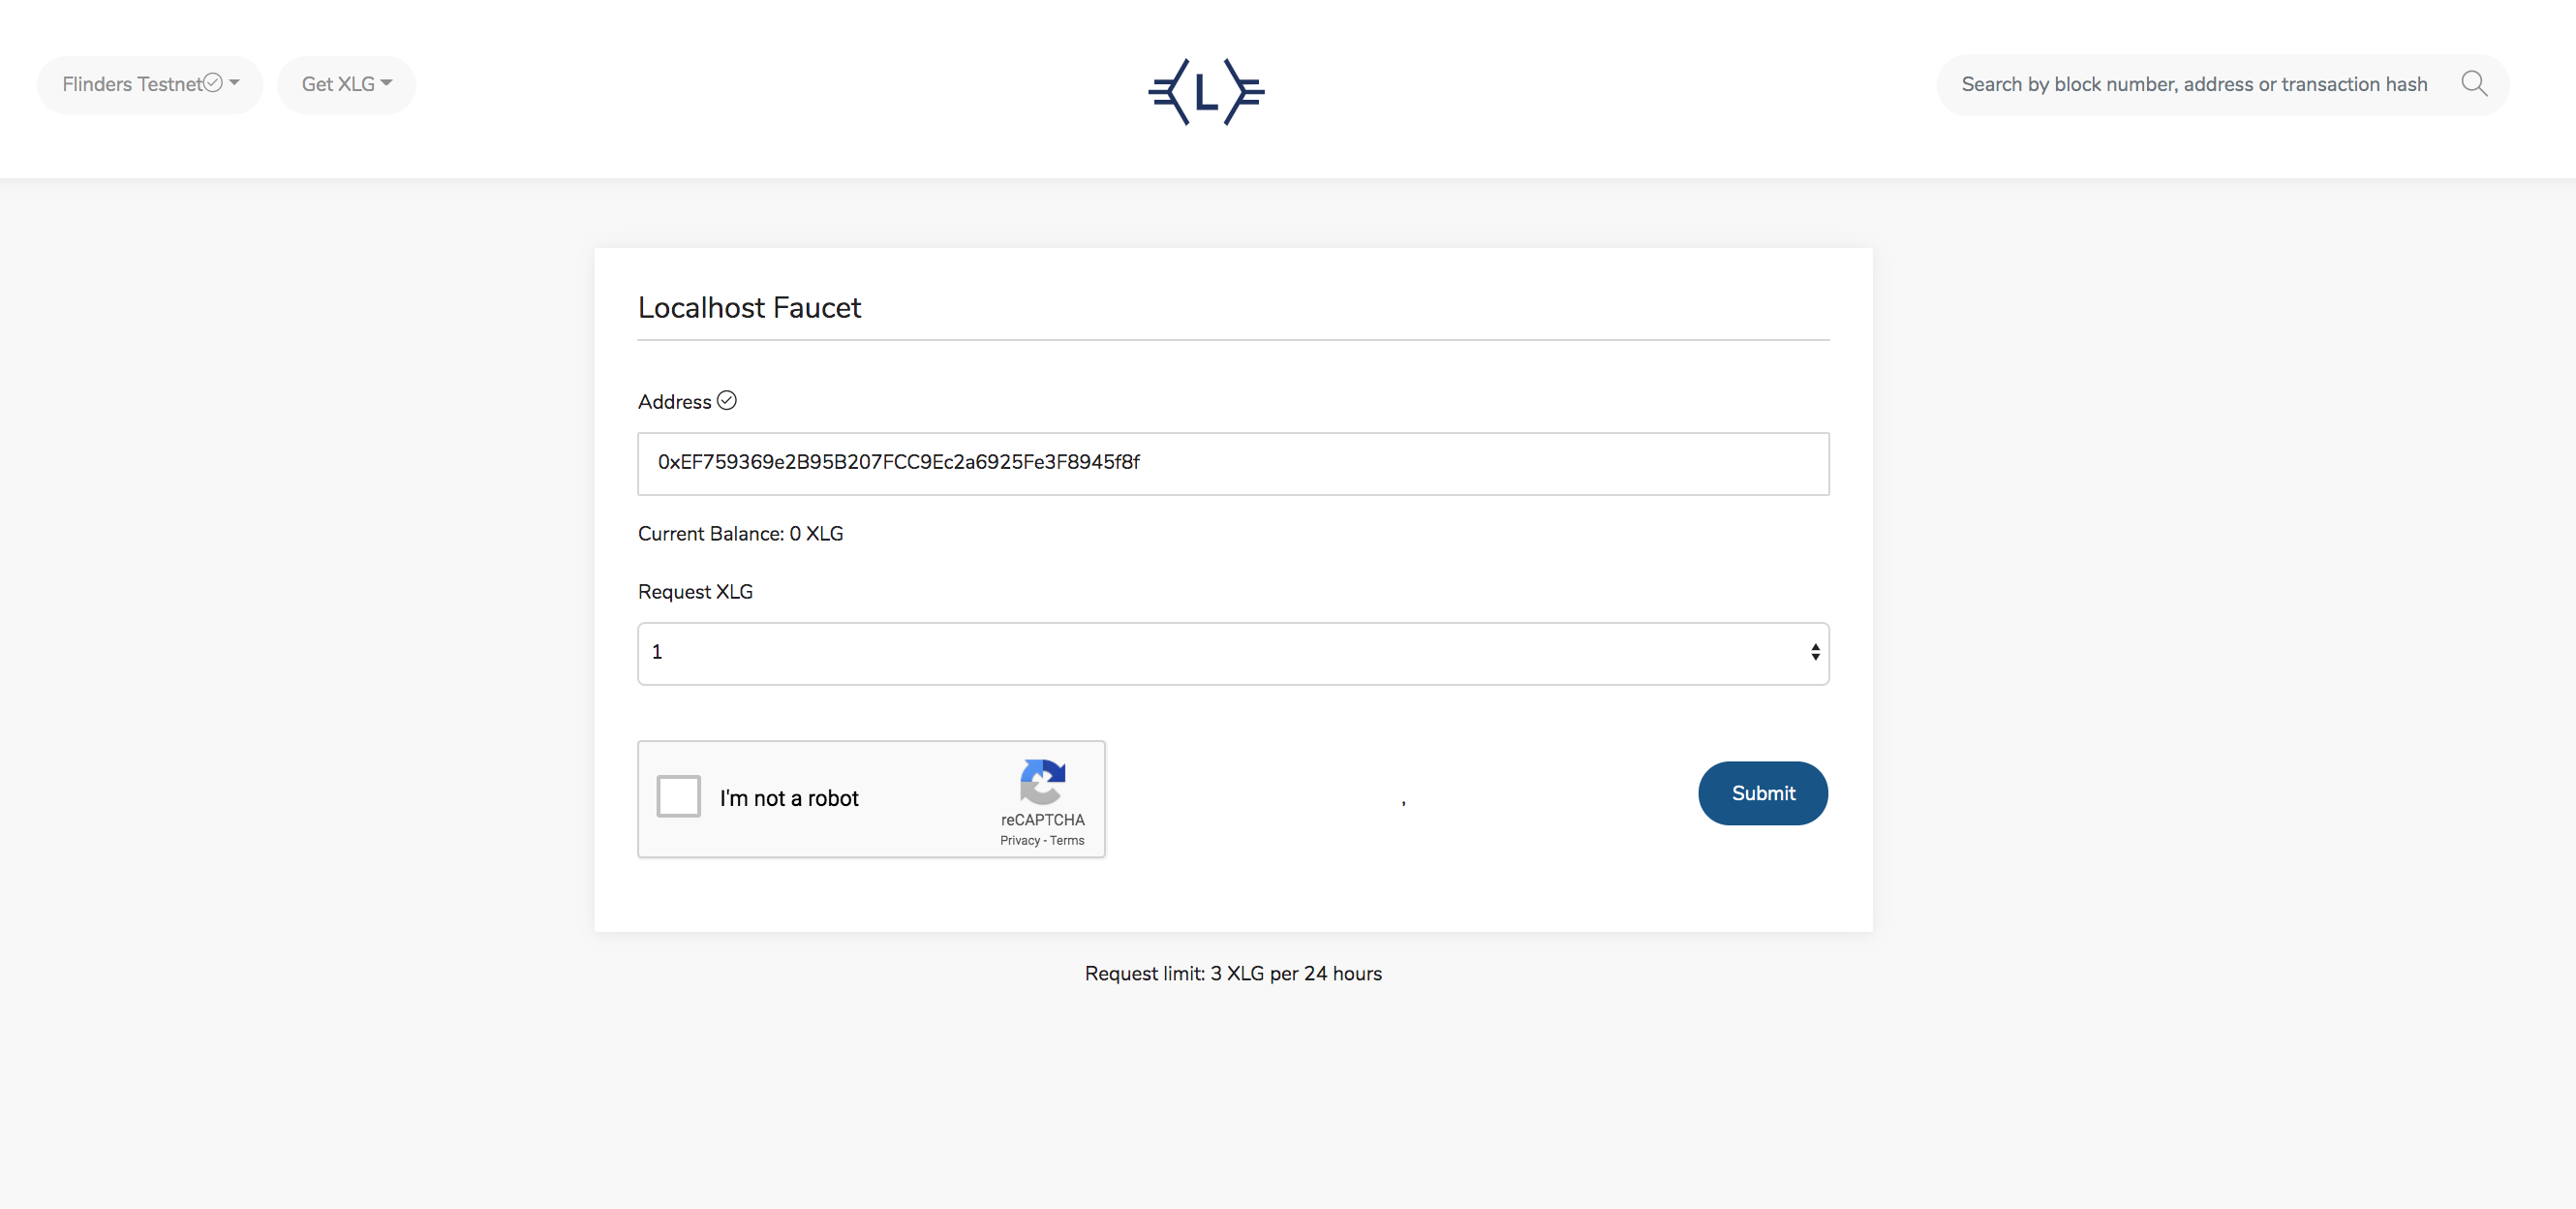 Flinders Testnet
Get XLG
L
Search by block number, address or transaction hash
Localhost Faucet
Address
0xEF759369e2B95B207FCC9Ec2a6925Fe3F8945f8f
Current Balance: 0 XLG
Request XLG
1
I'm not a robot
reCAPTCHA
Privacy - Terms
,
Submit
Request limit: 3 XLG per 24 hours